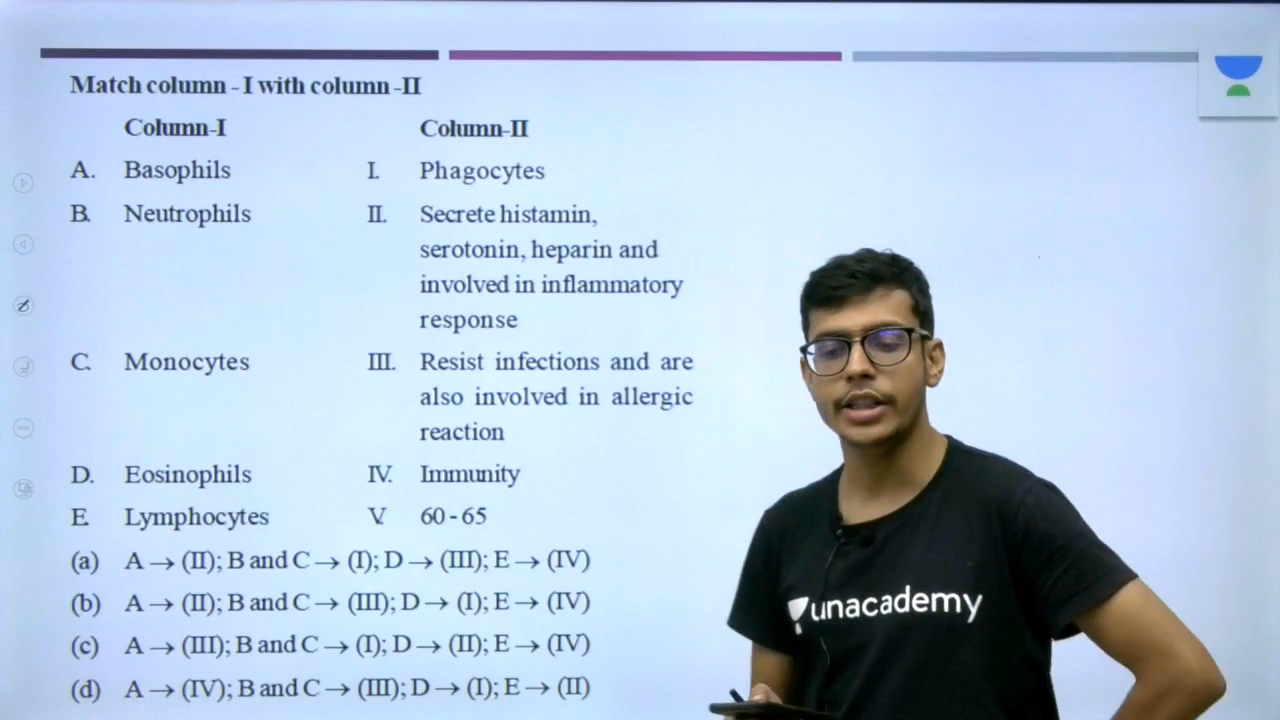 Match column - I with column -II
Column-I Column-II
A. Basophils I. Phagocytes
B. Neutrophils II. Secrete histamin,
serotonin, heparin and
involved in inflammatory
response
C. Monocytes III. Resist infections and are
also involved in allergic
reaction
D. Eosinophils IV. Immunity
E Lymphocytes V. 60 - 65
(a) A → (II); B and C → (I); D → (III); E → (IV)
(b) A → (II); B and C → (III); D → (I); E → (IV)
(c) A → (III); B and C → (I); D → (II); E → (IV)
(d) A → (IV); B and C → (III); D → (I); E → (II)
unacademy